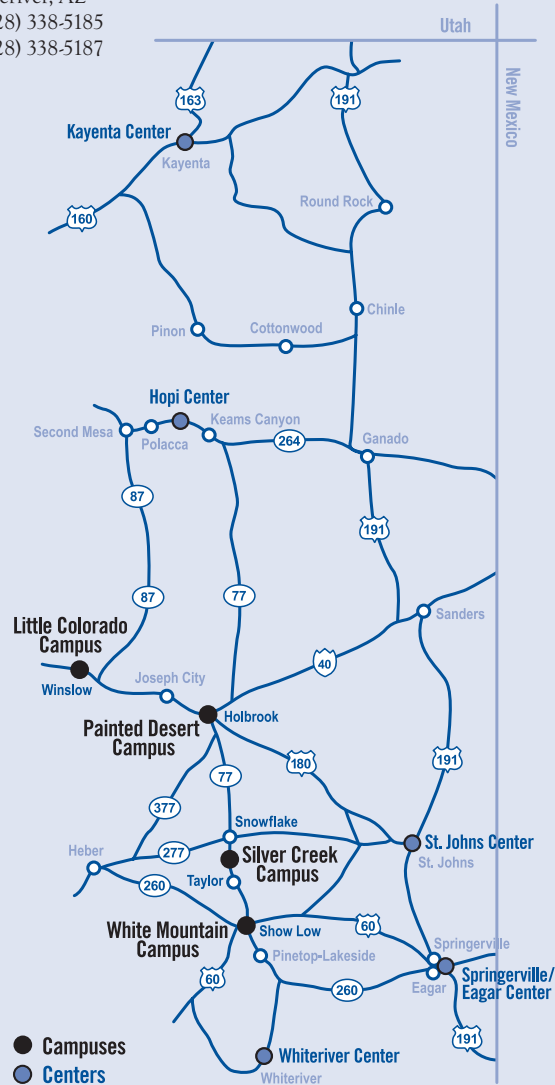 eriver, AZ
28) 338-5185
28) 338-5187
Utah
New Mexico
163
191
Kayenta Center
Kayenta
160
Round Rock
Chinle
Pinon
Cottonwood
Hopi Center
Second Mesa
Polacca
Keams Canyon
264
Ganado
87
191
87
77
Sanders
Little Colorado
Campus
40
Winslow
Joseph City
Painted Desert
Campus
Holbrook
180
191
77
377
Snowflake
277
Heber
Silver Creek
Campus
St. Johns Center
St. Johns
260
Taylor
White Mountain
Campus
Show Low
60
Pinetop-Lakeside
Springerville
60
260
Eagar
Springerville/
Eagar Center
191
Whiteriver Center
Whiteriver
Campuses
Centers